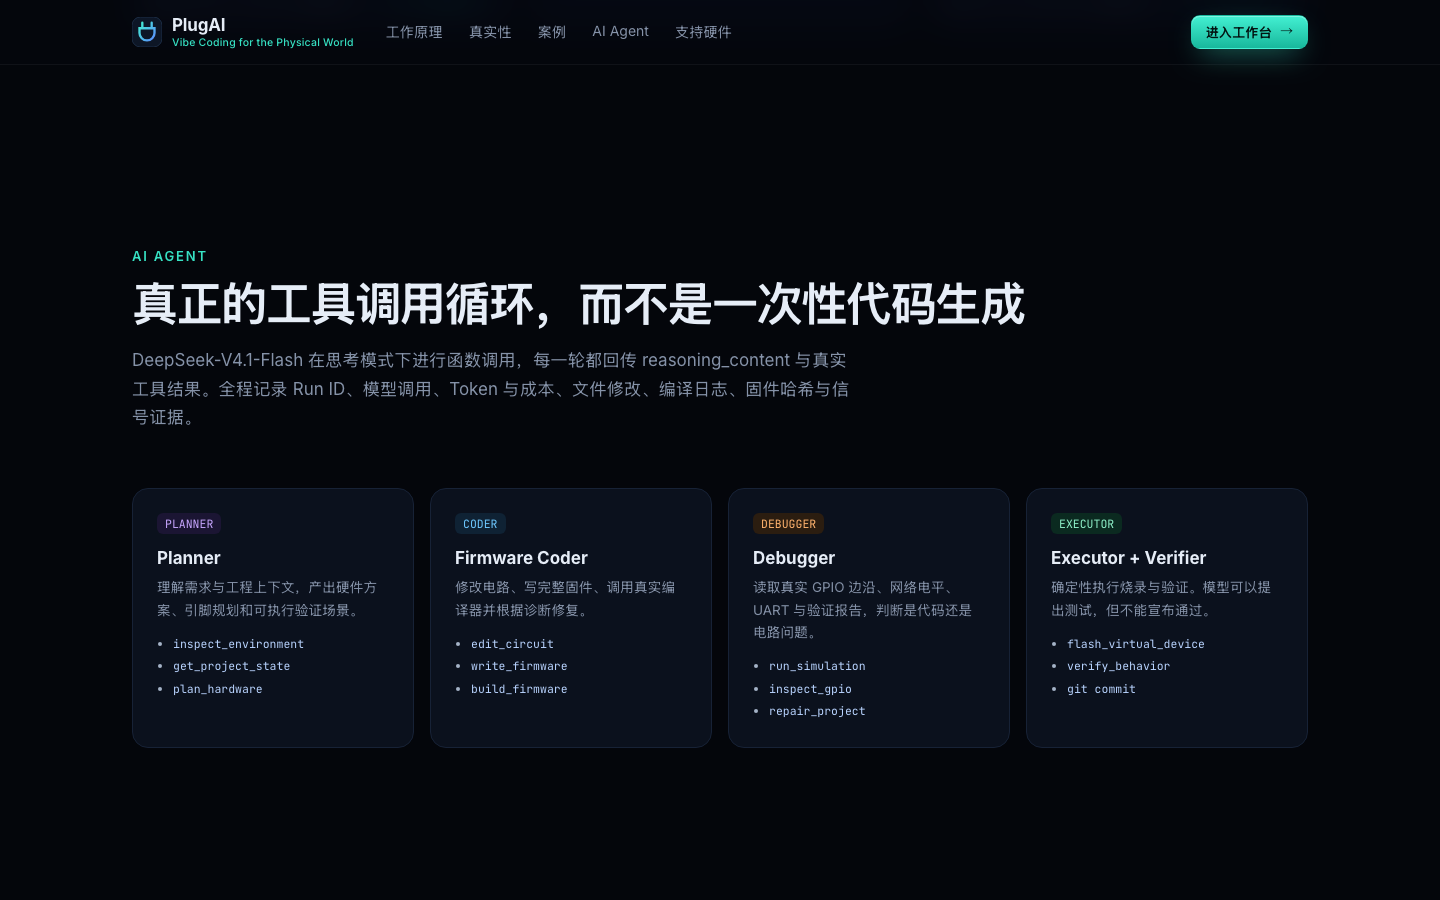 PlugAI
Vibe Coding for the Physical World
工作原理
真实性
案例
AI Agent
支持硬件
进入工作台 →
AI AGENT
真正的工具调用循环，而不是一次性代码生成
DeepSeek-V4.1-Flash 在思考模式下进行函数调用，每一轮都回传 reasoning_content 与真实
工具结果。全程记录 Run ID、模型调用、Token 与成本、文件修改、编译日志、固件哈希与信
号证据。
PLANNER
Planner
理解需求与工程上下文，产出硬件方
案、引脚规划和可执行验证场景。
• inspect_environment
• get_project_state
• plan_hardware
CODER
Firmware Coder
修改电路、写完整固件、调用真实编
译器并根据诊断修复。
• edit_circuit
• write_firmware
• build_firmware
DEBUGGER
Debugger
读取真实 GPIO 边沿、网络电平、
UART 与验证报告，判断是代码还是
电路问题。
• run_simulation
• inspect_gpio
• repair_project
EXECUTOR
Executor + Verifier
确定性执行烧录与验证。模型可以提
出测试，但不能宣布通过。
• flash_virtual_device
• verify_behavior
• git commit